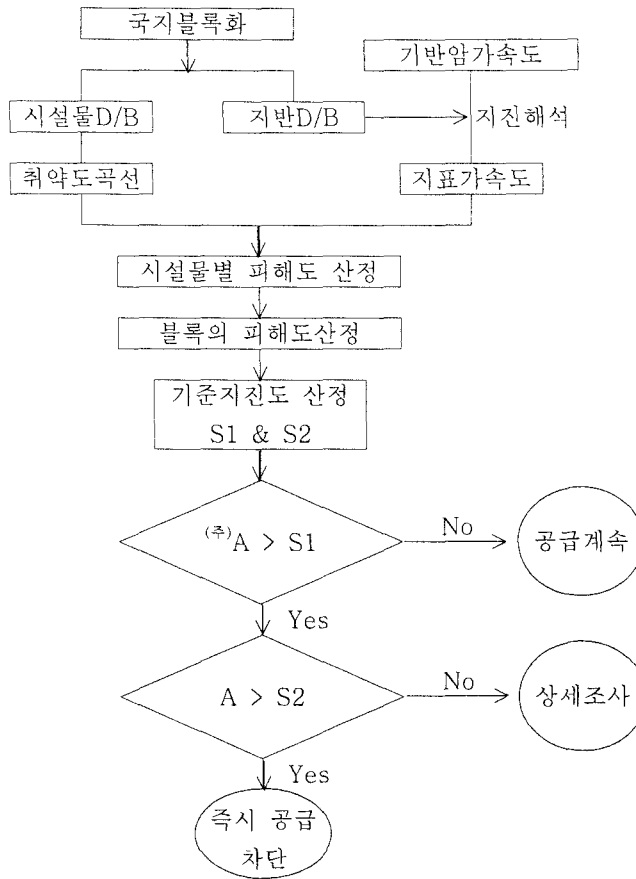 국지블록화
기반암가속도
시설물D/B
지반D/B
지진해석
취약도곡선
지표가속도
시설물별 피해도 산정
블록의 피해도산정
기준지진도 산정
S1 & S2
(주)A > S1
No
공급계속
Yes
A > S2
No
상세조사
Yes
즉시 공급
차단